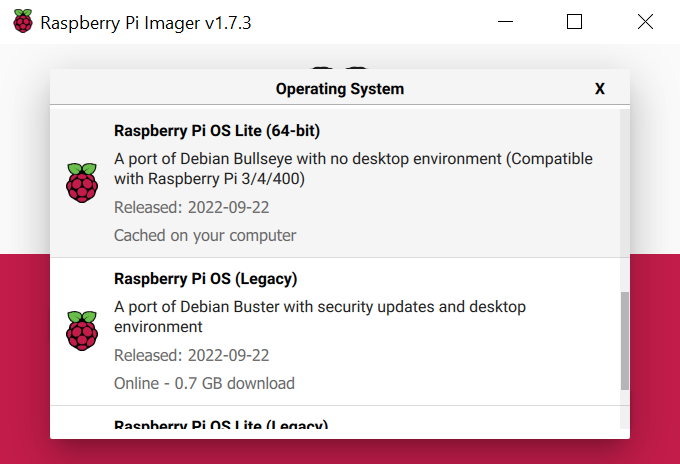 Raspberry Pi Imager v1.7.3
Operating System
X
Raspberry Pi OS Lite (64-bit)
A port of Debian Bullseye with no desktop environment (Compatible
with Raspberry Pi 3/4/400)
Released: 2022-09-22
Cached on your computer
Raspberry Pi OS (Legacy)
A port of Debian Buster with security updates and desktop
environment
Released: 2022-09-22
Online - 0.7 GB download
Raspberry Pi OS Lite (Legacy)